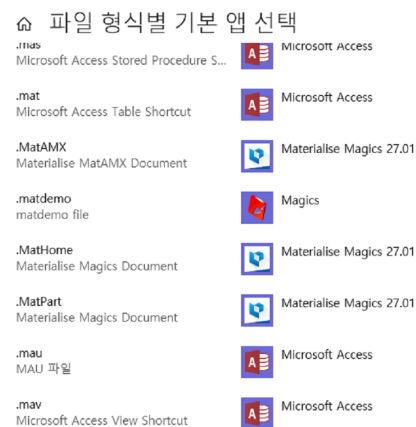 파일 형식별 기본 앱 선택
.mas
Microsoft Access
Microsoft Access Stored Procedure S...
.mat
Microsoft Access Table Shortcut
Microsoft Access
.MatAMX
Materialise MatAMX Document
Materialise Magics 27.01
.matdemo
matdemo file
Magics
.MatHome
Materialise Magics Document
Materialise Magics 27.01
.MatPart
Materialise Magics Document
Materialise Magics 27.01
.mau
MAU 파일
Microsoft Access
.mav
Microsoft Access View Shortcut
Microsoft Access